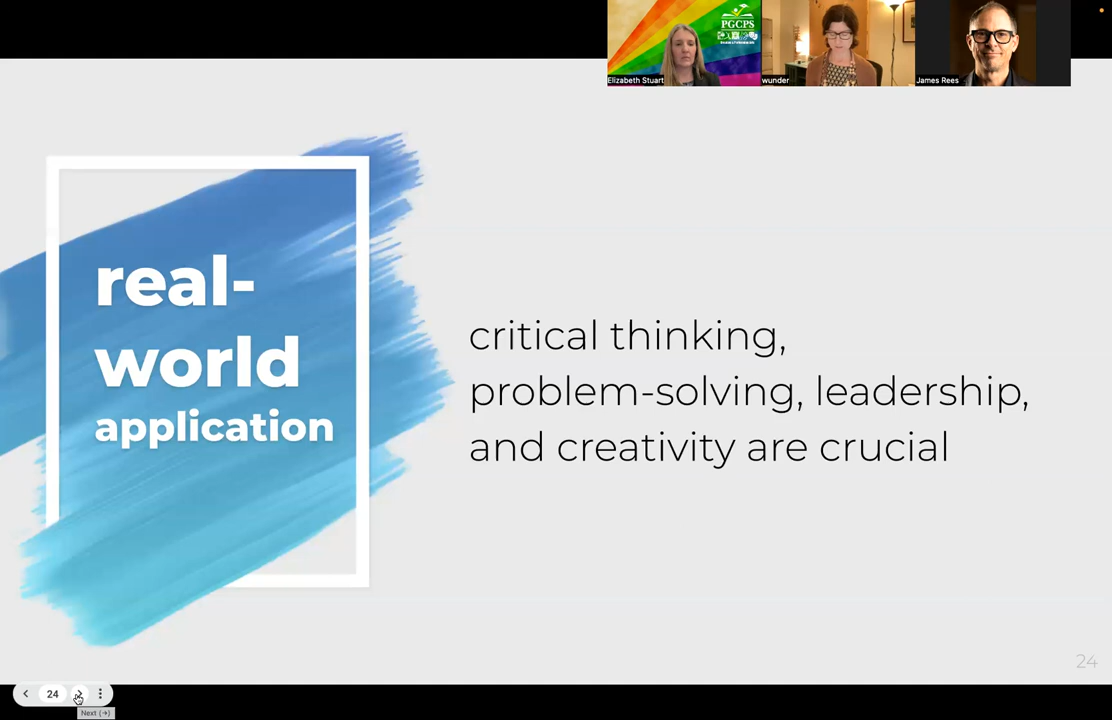 PGCPS
Elizabeth Stuart
wunder
James Rees
real-
world
application
critical thinking,
problem-solving, leadership,
and creativity are crucial
24
24
Next (→)